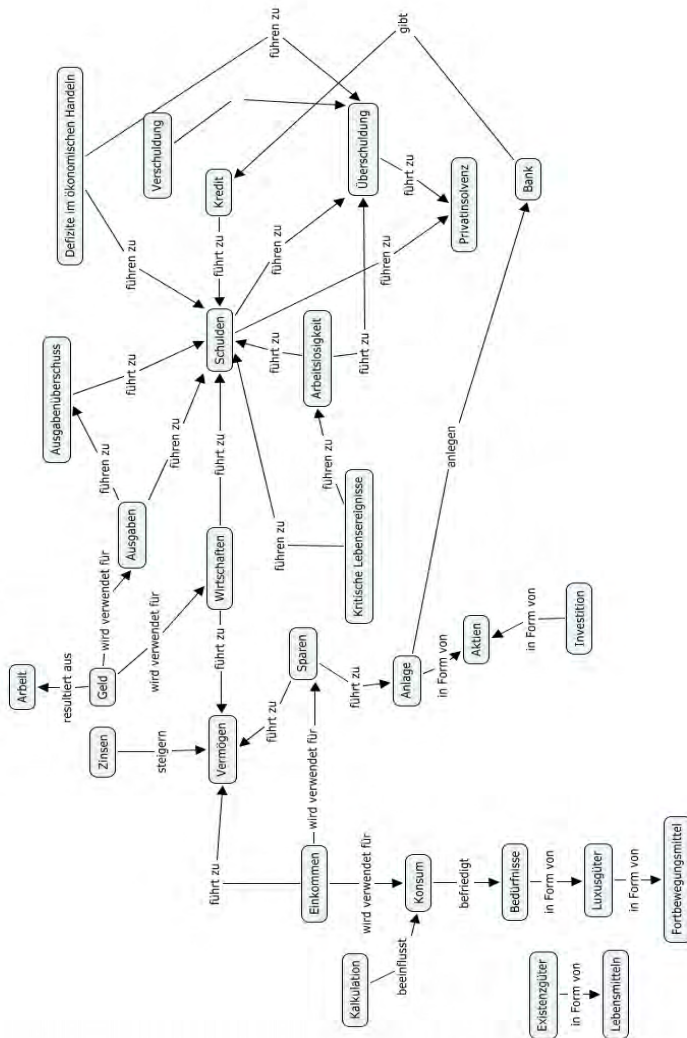 Defizite im ökonomischen Handeln
führen zu
führen zu
Verschuldung
Überschuldung
führt zu
Privatinsolvenz
gibt
Bank
Kredit
führt zu
Schulden
führen zu
führen zu
Ausgabenüberschuss
führt zu
führen zu
führen zu
Ausgaben
Arbeitslosigkeit
führt zu
führt zu
führen zu
führen zu
Kritische Lebensereignisse
anlegen
Arbeit
resultiert aus
Geld
wird verwendet für
wird verwendet für
Wirtschaften
führt zu
führt zu
Zinsen
steigern
Vermögen
Sparen
führt zu
führt zu
Anlage
in Form von
Aktien
in Form von
Investition
führt zu
Einkommen
wird verwendet für
wird verwendet für
Konsum
Kalkulation
beeinflusst
befriedigt
Bedürfnisse
in Form von
Luxusgüter
in Form von
Fortbewegungsmittel
Existenzgüter
in Form von
Lebensmitteln